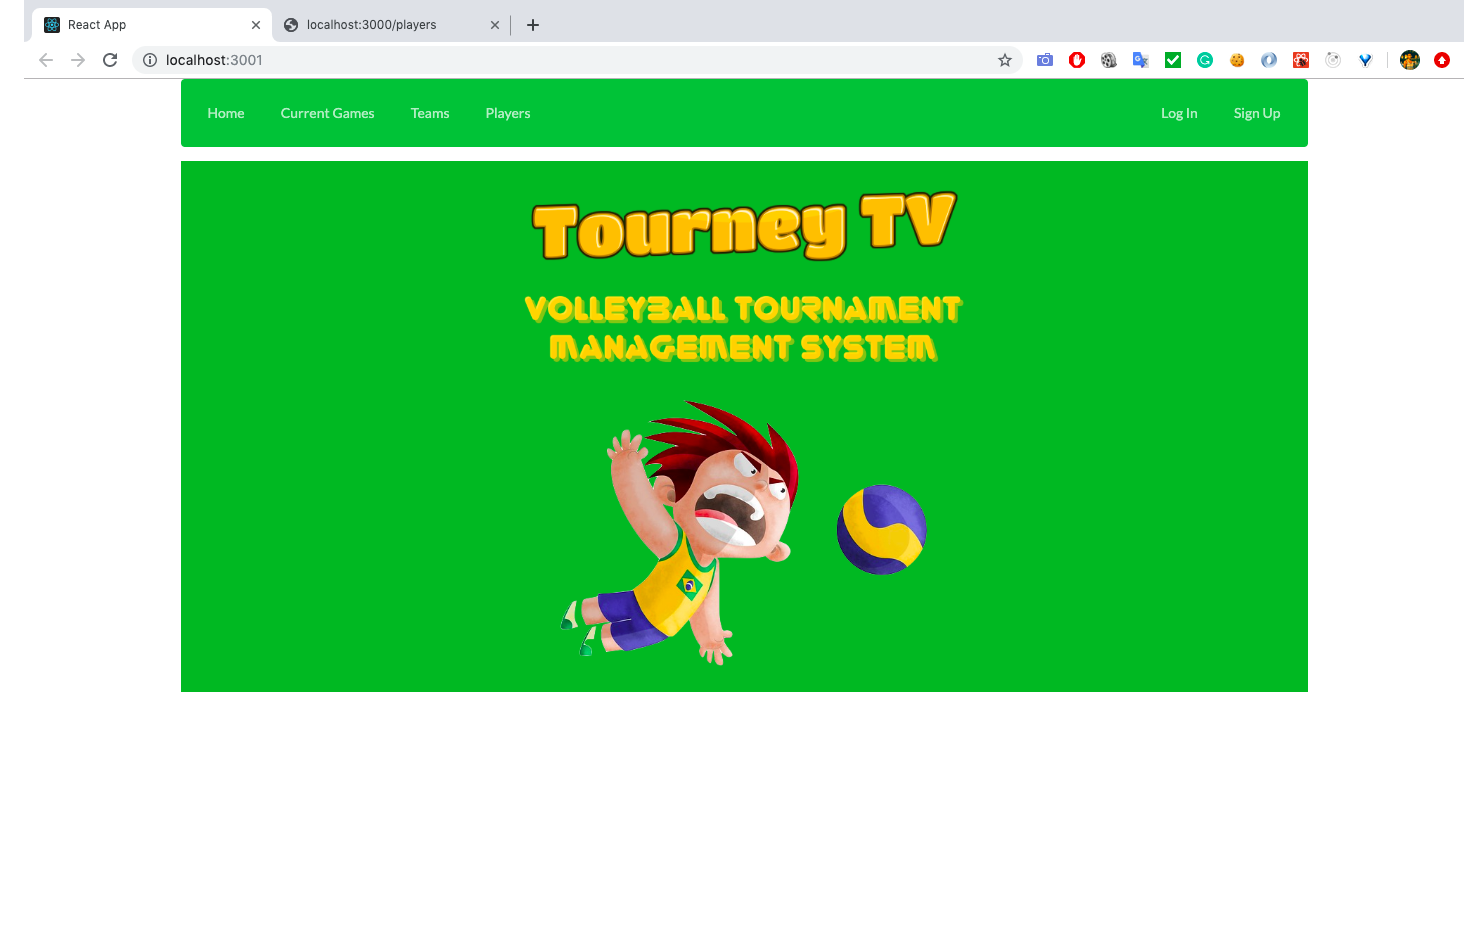 React App
localhost:3000/players
localhost:3001
Home Current Games Teams Players Log In Sign Up
Tourney TV
VOLLEYBALL TOURNAMENT
MANAGEMENT SYSTEM